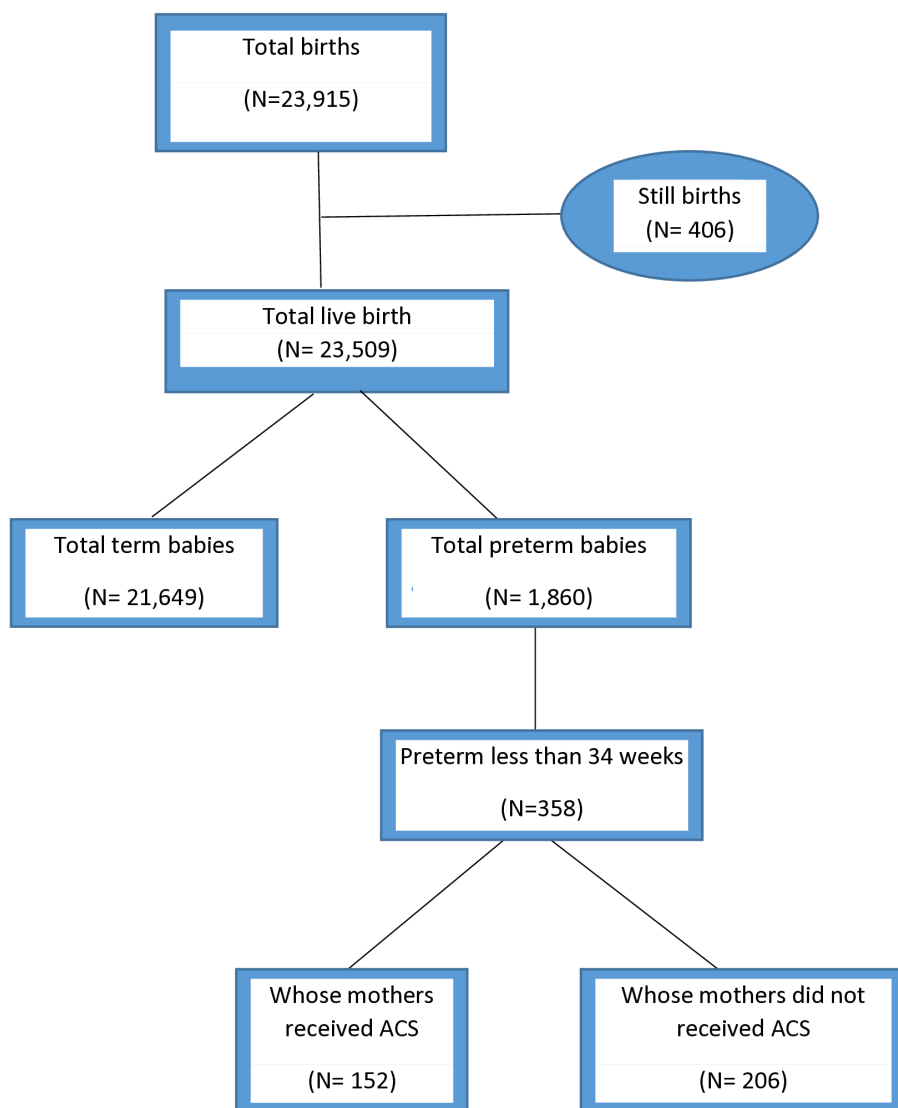 Total births
(N=23,915)
Still births
(N= 406)
Total live birth
(N= 23,509)
Total term babies
(N= 21,649)
Total preterm babies
(N= 1,860)
Preterm less than 34 weeks
(N=358)
Whose mothers
received ACS
(N= 152)
Whose mothers did not
received ACS
(N= 206)